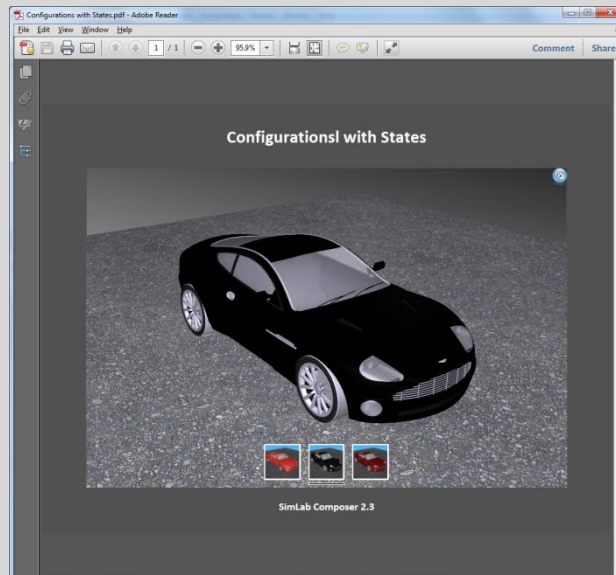 Configurations with States.pdf - Adobe Reader
File Edit View Window Help
1 / 1 95.9% Comment Share
Configurationsl with States
SimLab Composer 2.3